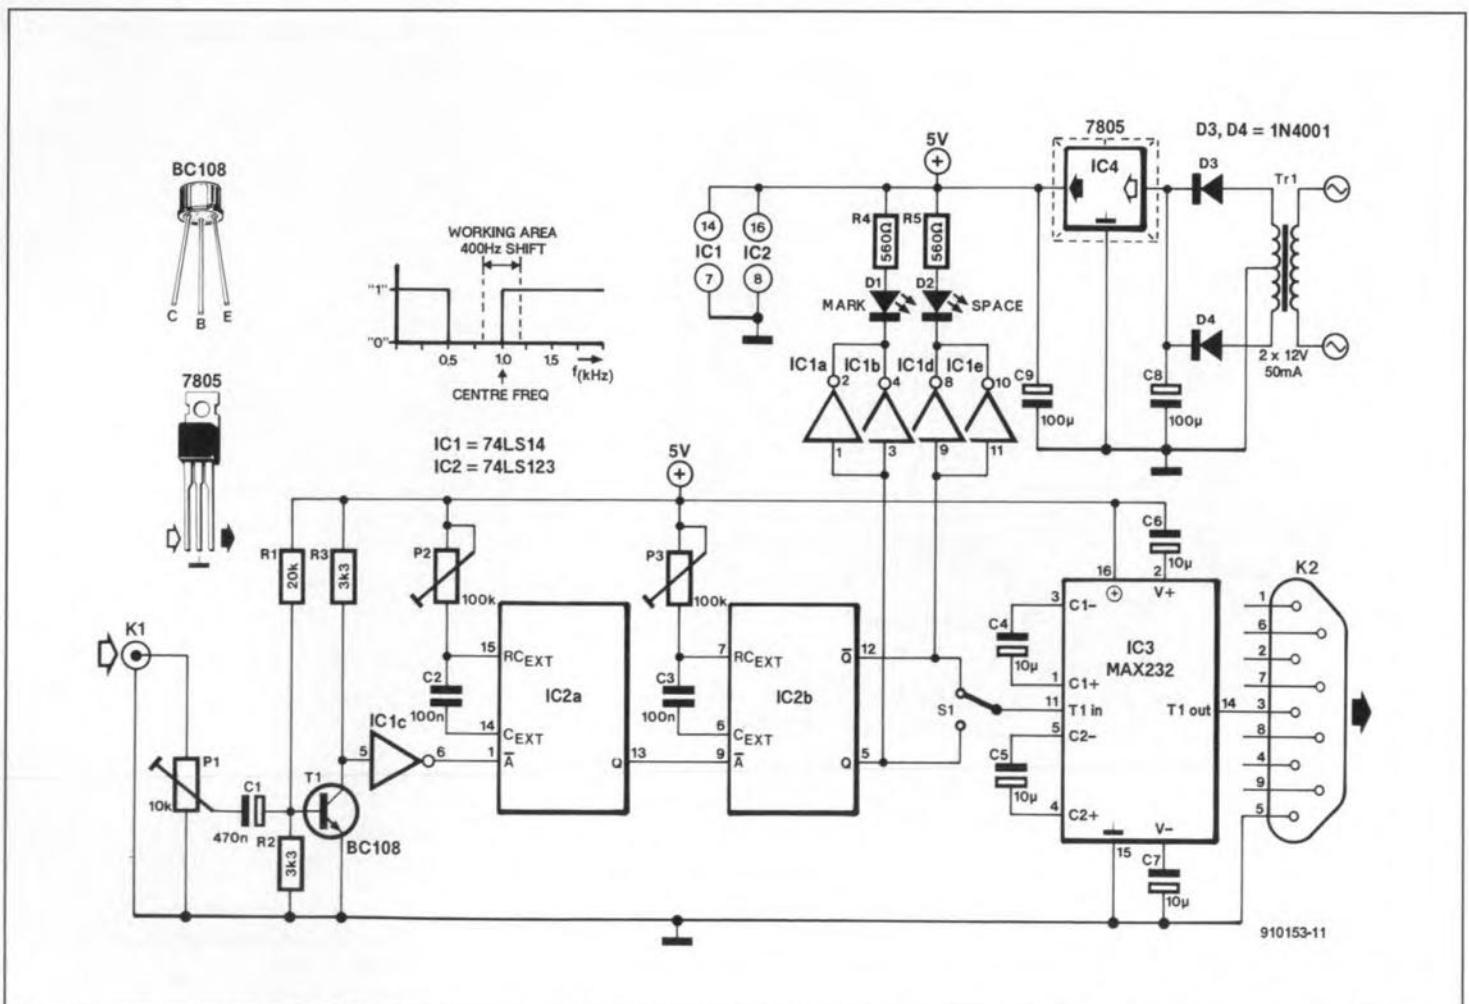 BC108
C
B
E
7805
WORKING AREA
400Hz SHIFT
"1"
"0"
0,5
1,0
1,5
f(kHz)
CENTRE FREQ
IC1 = 74LS14
IC2 = 74LS123
5V
14
16
IC1
IC2
7
8
R4
560Ω
R5
560Ω
D1
D2
MARK
SPACE
IC1a
IC1b
IC1d
IC1e
2
4
8
10
1
3
9
11
7805
IC4
D3, D4 = 1N4001
D3
Tr1
D4
2 x 12V
50mA
C9
100µ
C8
100µ
5V
R1
20k
R3
3k3
P2
100k
P3
100k
K1
P1
10k
C1
470n
R2
3k3
T1
BC108
IC1c
5
6
C2
100n
15
RCEXT
IC2a
14
CEXT
1
A
Q
13
C3
100n
7
RCEXT
IC2b
6
CEXT
9
A
Q
12
Q
5
S1
C4
10µ
C5
10µ
C6
10µ
16
2
V+
3
C1–
IC3
MAX232
1
C1+
11
T1 in
T1 out
14
5
C2–
4
C2+
V–
15
C7
10µ
K2
1
6
2
7
3
8
4
9
5
910153-11